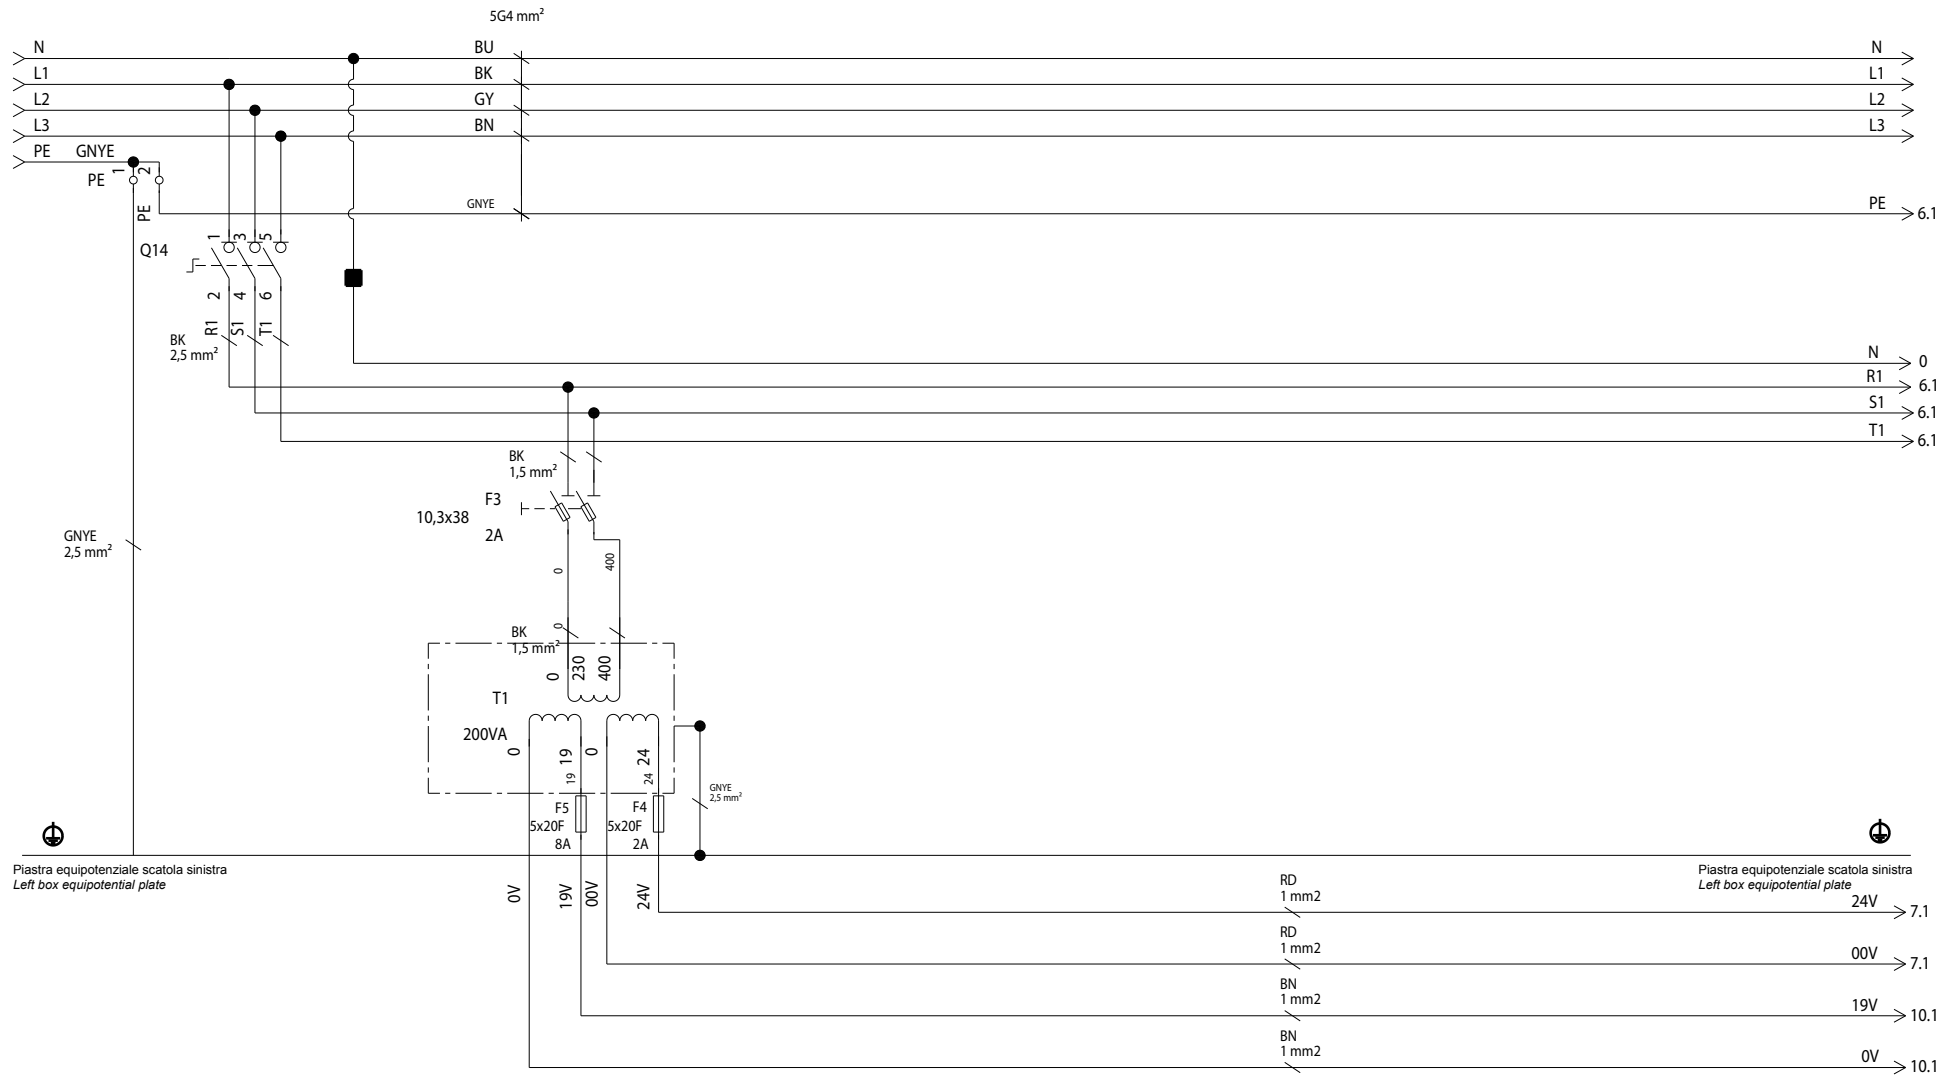 5G4 mm²
N BU N
L1 BK L1
L2 GY L2
L3 BN L3
PE GNYE
PE 1 2
PE GNYE PE 6.1
Q14 1 3 5
2 4 6
R1 S1 T1
BK
2,5 mm²
N 0
R1 6.1
S1 6.1
T1 6.1
BK
1,5 mm²
F3
10,3x38
2A
GNYE
2,5 mm²
0 400
BK 0
1,5 mm²
0 230 400
T1
200VA
0 19 0 24
19 24
GNYE
2,5 mm²
F5 F4
5x20F 5x20F
8A 2A
Piastra equipotenziale scatola sinistra
Left box equipotential plate
Piastra equipotenziale scatola sinistra
Left box equipotential plate
0V 19V 00V 24V
RD
1 mm2
24V 7.1
RD
1 mm2
00V 7.1
BN
1 mm2
19V 10.1
BN
1 mm2
0V 10.1